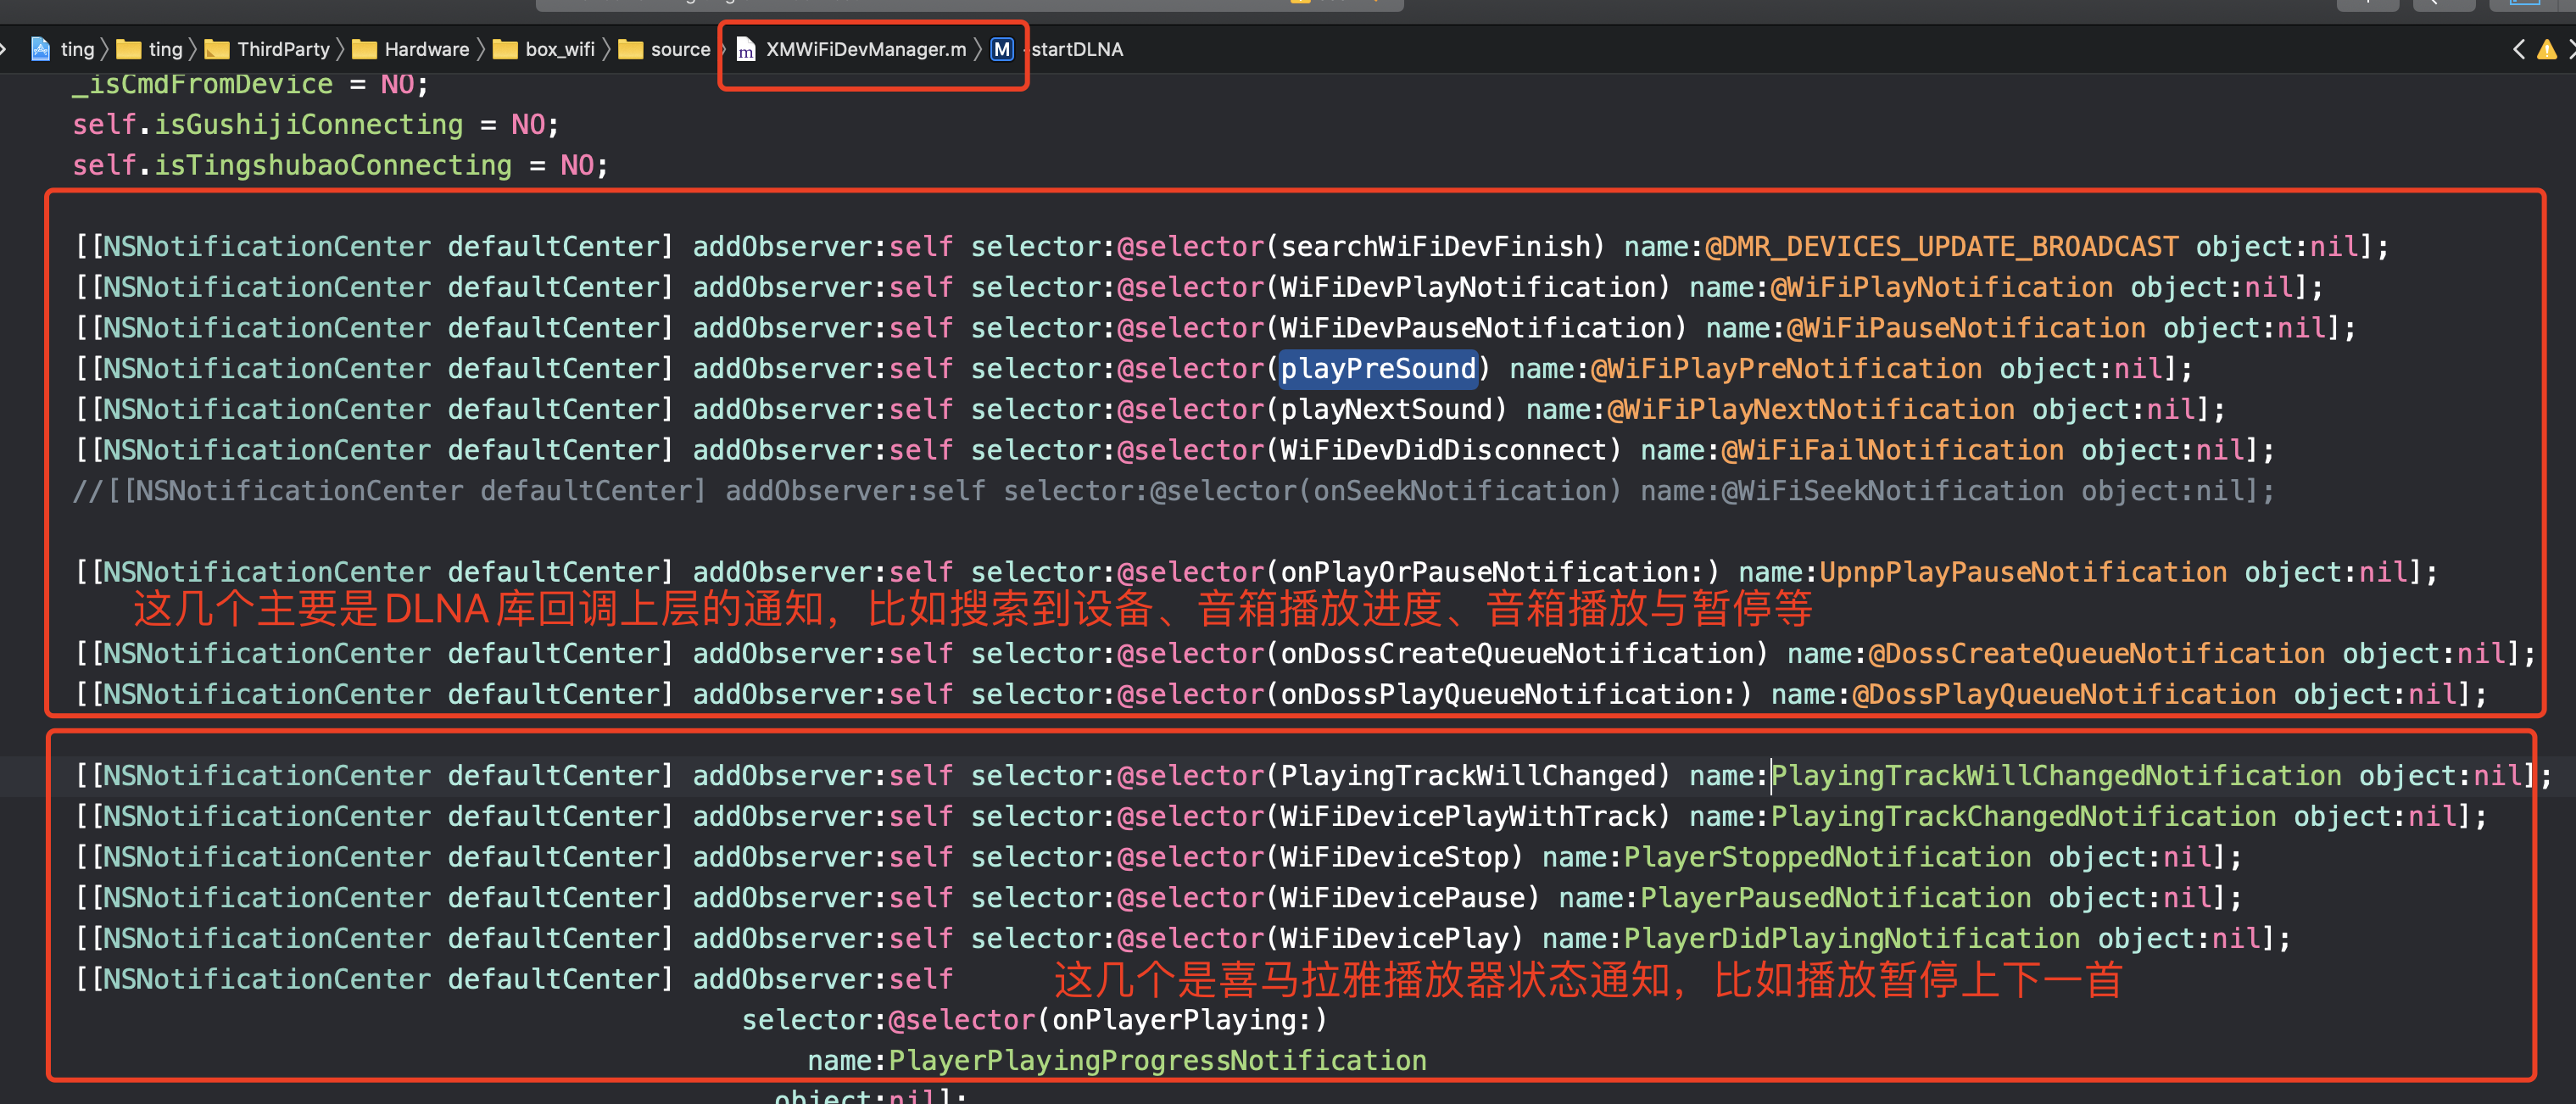 ting 〉 ting 〉 ThirdParty 〉 Hardware 〉 box_wifi 〉 source 〉 XMWiFiDevManager.m 〉 M -startDLNA
_isCmdFromDevice = NO;
self.isGushijiConnecting = NO;
self.isTingshubaoConnecting = NO;
[[NSNotificationCenter defaultCenter] addObserver:self selector:@selector(searchWiFiDevFinish) name:@DMR_DEVICES_UPDATE_BROADCAST object:nil];
[[NSNotificationCenter defaultCenter] addObserver:self selector:@selector(WiFiDevPlayNotification) name:@WiFiPlayNotification object:nil];
[[NSNotificationCenter defaultCenter] addObserver:self selector:@selector(WiFiDevPauseNotification) name:@WiFiPauseNotification object:nil];
[[NSNotificationCenter defaultCenter] addObserver:self selector:@selector(playPreSound) name:@WiFiPlayPreNotification object:nil];
[[NSNotificationCenter defaultCenter] addObserver:self selector:@selector(playNextSound) name:@WiFiPlayNextNotification object:nil];
[[NSNotificationCenter defaultCenter] addObserver:self selector:@selector(WiFiDevDidDisconnect) name:@WiFiFailNotification object:nil];
//[[NSNotificationCenter defaultCenter] addObserver:self selector:@selector(onSeekNotification) name:@WiFiSeekNotification object:nil];
[[NSNotificationCenter defaultCenter] addObserver:self selector:@selector(onPlayOrPauseNotification:) name:UpnpPlayPauseNotification object:nil];
这几个主要是DLNA库回调上层的通知，比如搜索到设备、音箱播放进度、音箱播放与暂停等
[[NSNotificationCenter defaultCenter] addObserver:self selector:@selector(onDossCreateQueueNotification) name:@DossCreateQueueNotification object:nil];
[[NSNotificationCenter defaultCenter] addObserver:self selector:@selector(onDossPlayQueueNotification:) name:@DossPlayQueueNotification object:nil];
[[NSNotificationCenter defaultCenter] addObserver:self selector:@selector(PlayingTrackWillChanged) name:PlayingTrackWillChangedNotification object:nil];
[[NSNotificationCenter defaultCenter] addObserver:self selector:@selector(WiFiDevicePlayWithTrack) name:PlayingTrackChangedNotification object:nil];
[[NSNotificationCenter defaultCenter] addObserver:self selector:@selector(WiFiDeviceStop) name:PlayerStoppedNotification object:nil];
[[NSNotificationCenter defaultCenter] addObserver:self selector:@selector(WiFiDevicePause) name:PlayerPausedNotification object:nil];
[[NSNotificationCenter defaultCenter] addObserver:self selector:@selector(WiFiDevicePlay) name:PlayerDidPlayingNotification object:nil];
[[NSNotificationCenter defaultCenter] addObserver:self
这几个是喜马拉雅播放器状态通知，比如播放暂停上下一首
selector:@selector(onPlayerPlaying:)
name:PlayerPlayingProgressNotification
object:nil];